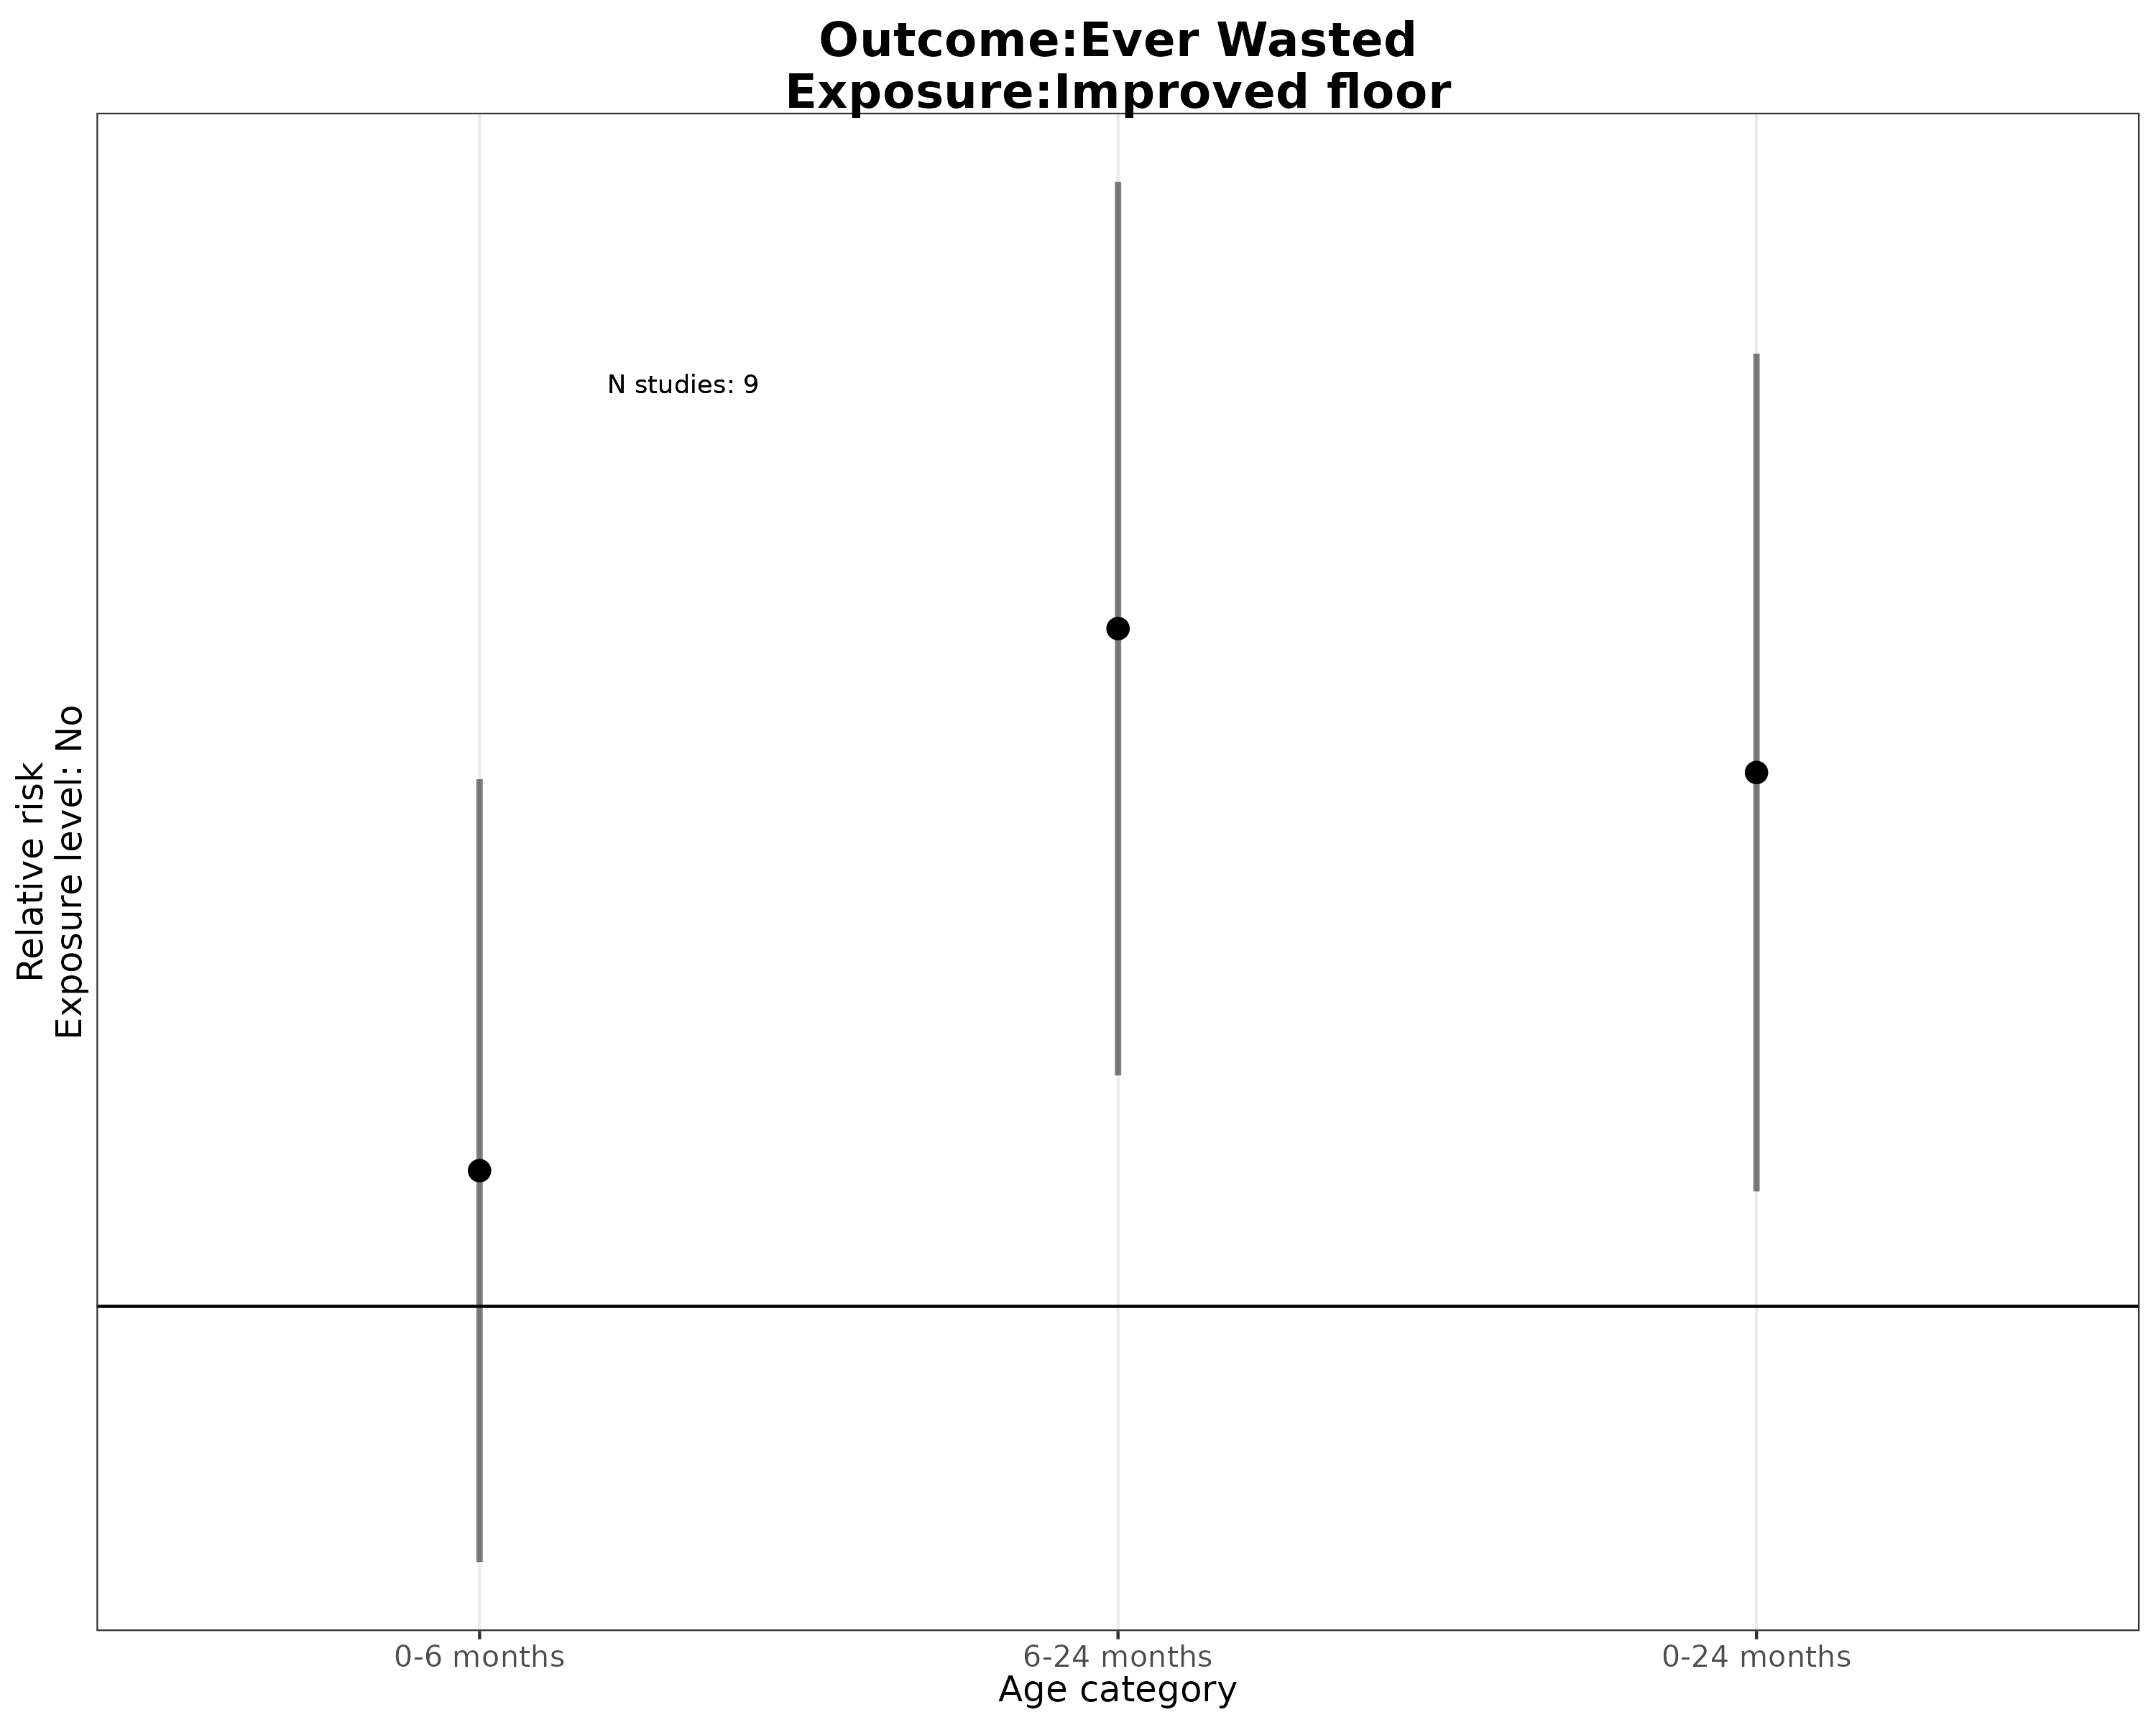 Outcome:Ever Wasted
Exposure:Improved floor
N studies: 9
Relative risk
Exposure level: No
0-6 months
6-24 months
0-24 months
Age category